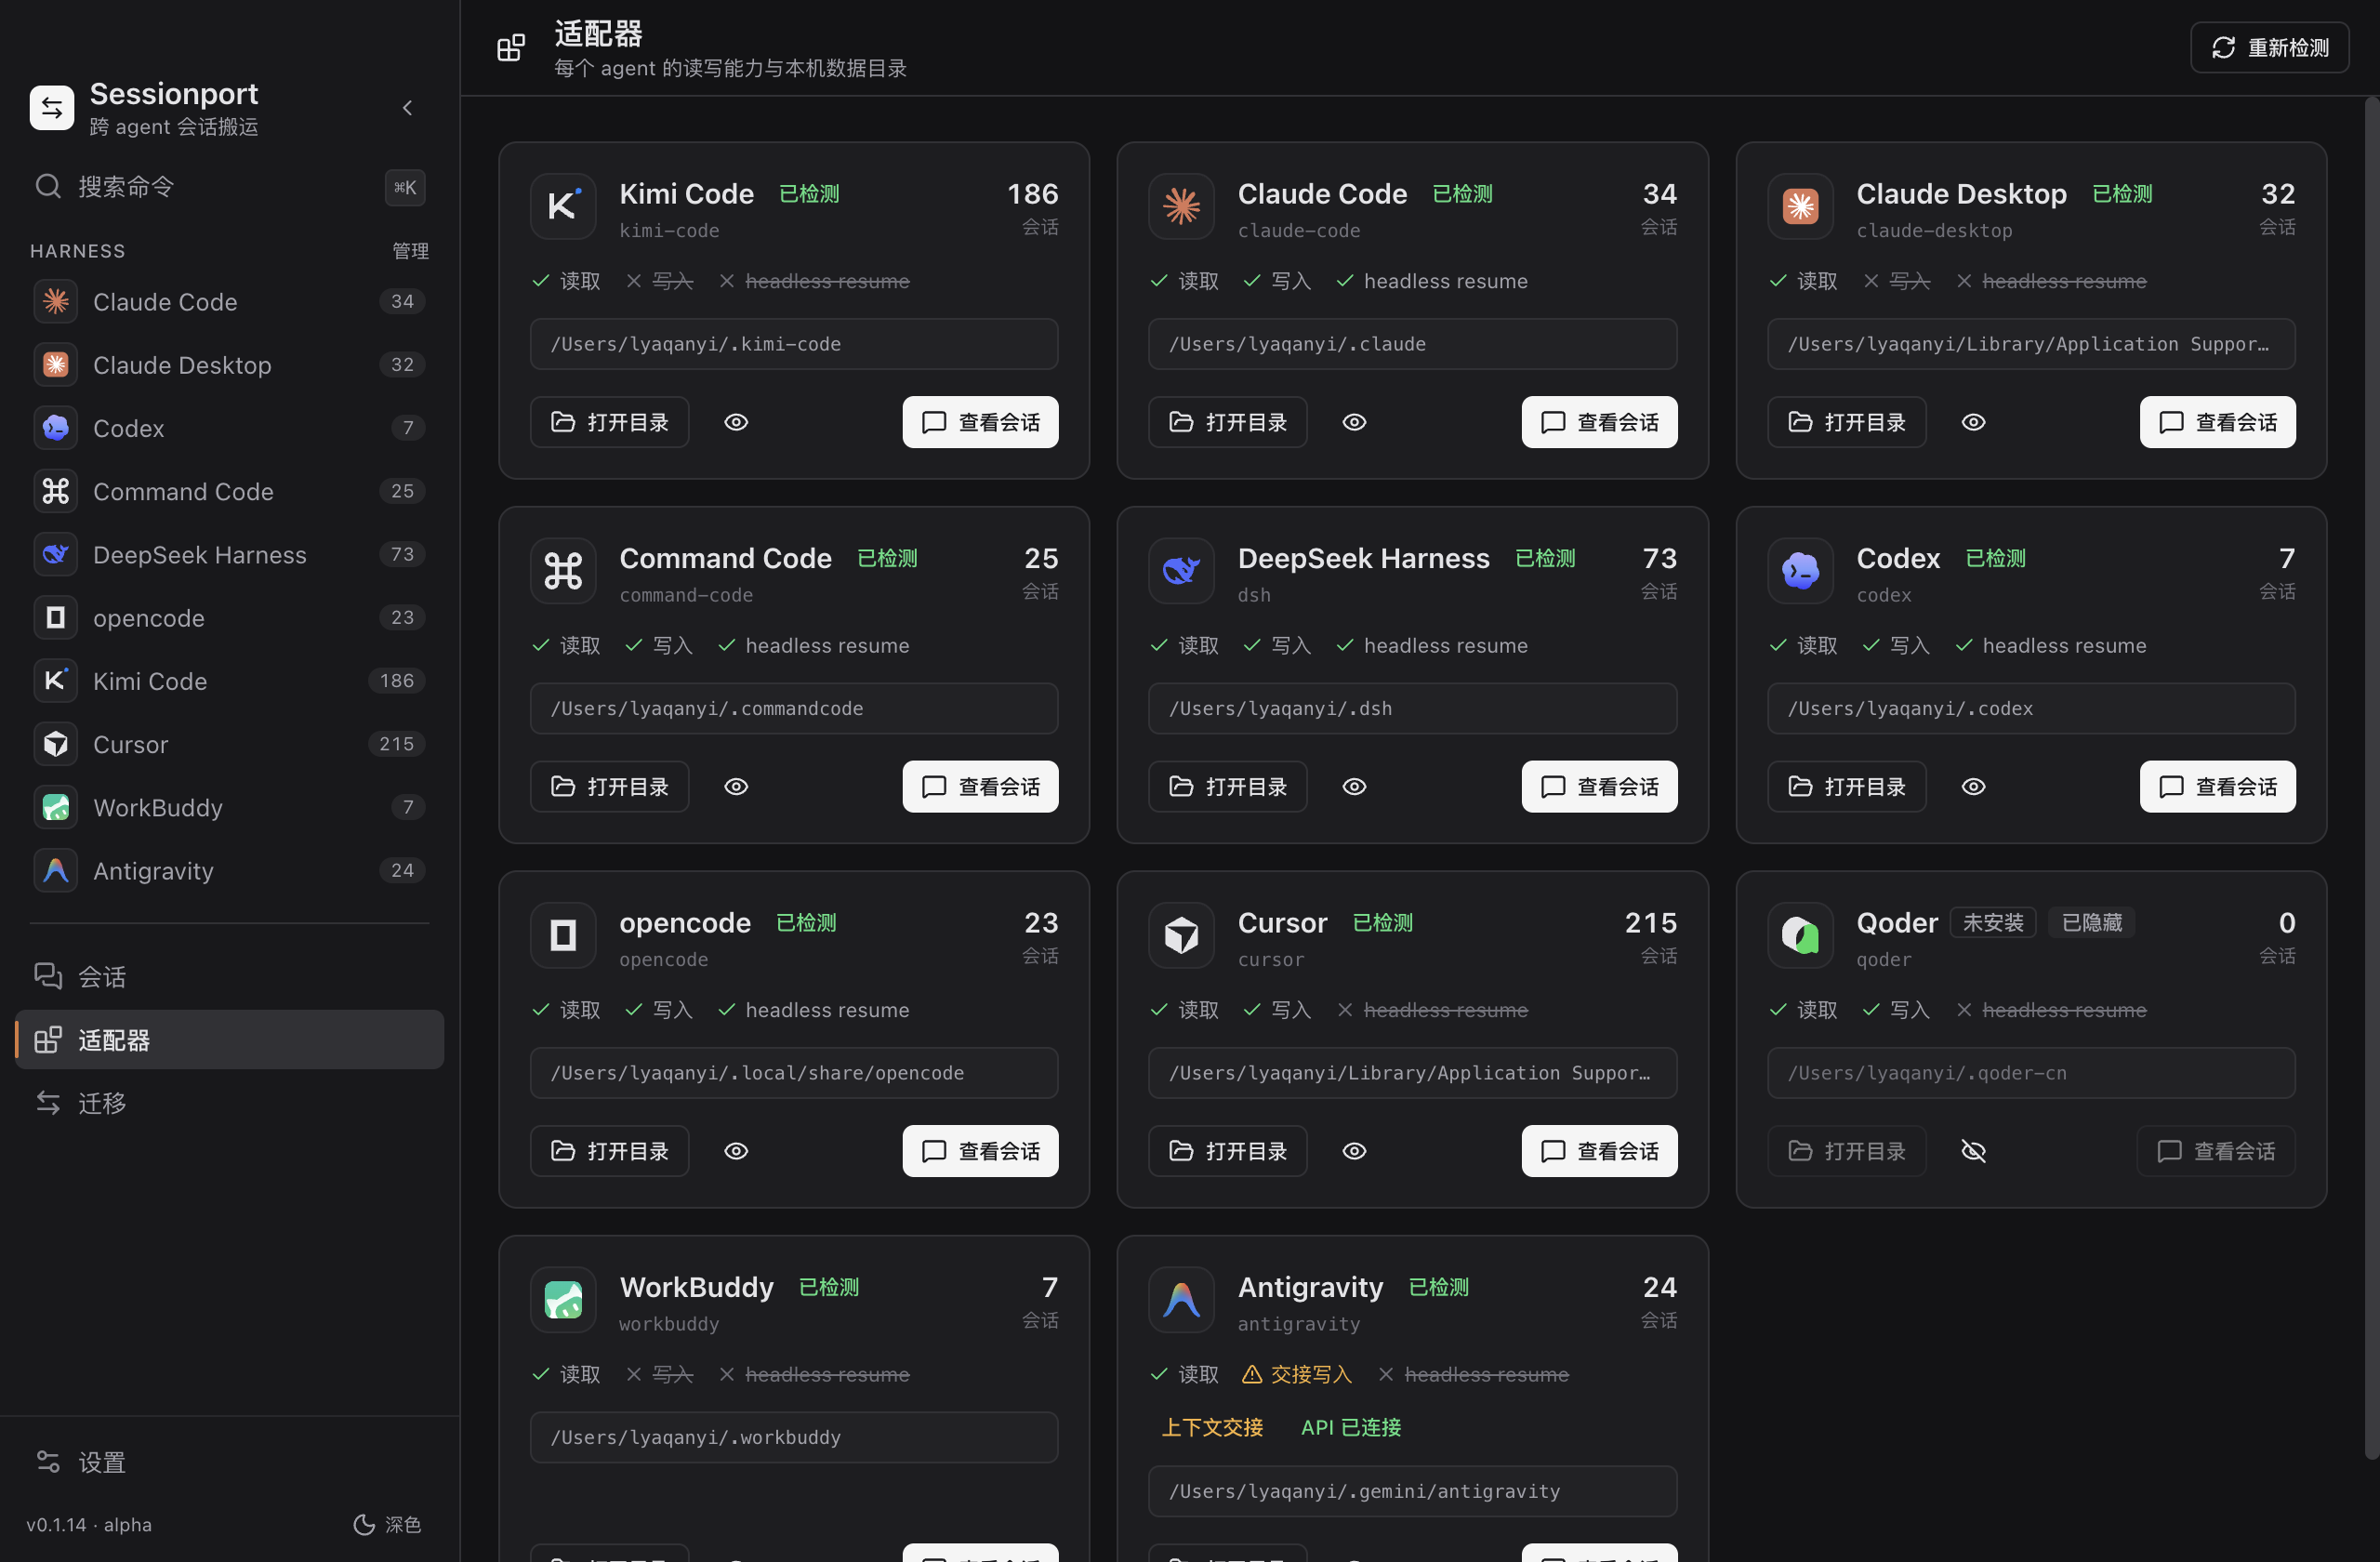 Sessionport
跨 agent 会话搬运
搜索命令 ⌘K
HARNESS 管理
Claude Code 34
Claude Desktop 32
Codex 7
Command Code 25
DeepSeek Harness 73
opencode 23
Kimi Code 186
Cursor 215
WorkBuddy 7
Antigravity 24
会话
适配器
迁移
设置
v0.1.14 · alpha 深色
适配器
每个 agent 的读写能力与本机数据目录
重新检测
Kimi Code 已检测 186
kimi-code 会话
读取 写入 headless resume
/Users/lyaqanyi/.kimi-code
打开目录 查看会话
Claude Code 已检测 34
claude-code 会话
读取 写入 headless resume
/Users/lyaqanyi/.claude
打开目录 查看会话
Claude Desktop 已检测 32
claude-desktop 会话
读取 写入 headless resume
/Users/lyaqanyi/Library/Application Suppor…
打开目录 查看会话
Command Code 已检测 25
command-code 会话
读取 写入 headless resume
/Users/lyaqanyi/.commandcode
打开目录 查看会话
DeepSeek Harness 已检测 73
dsh 会话
读取 写入 headless resume
/Users/lyaqanyi/.dsh
打开目录 查看会话
Codex 已检测 7
codex 会话
读取 写入 headless resume
/Users/lyaqanyi/.codex
打开目录 查看会话
opencode 已检测 23
opencode 会话
读取 写入 headless resume
/Users/lyaqanyi/.local/share/opencode
打开目录 查看会话
Cursor 已检测 215
cursor 会话
读取 写入 headless resume
/Users/lyaqanyi/Library/Application Suppor…
打开目录 查看会话
Qoder 未安装 已隐藏 0
qoder 会话
读取 写入 headless resume
/Users/lyaqanyi/.qoder-cn
打开目录 查看会话
WorkBuddy 已检测 7
workbuddy 会话
读取 写入 headless resume
/Users/lyaqanyi/.workbuddy
Antigravity 已检测 24
antigravity 会话
读取 交接写入 headless resume
上下文交接 API 已连接
/Users/lyaqanyi/.gemini/antigravity